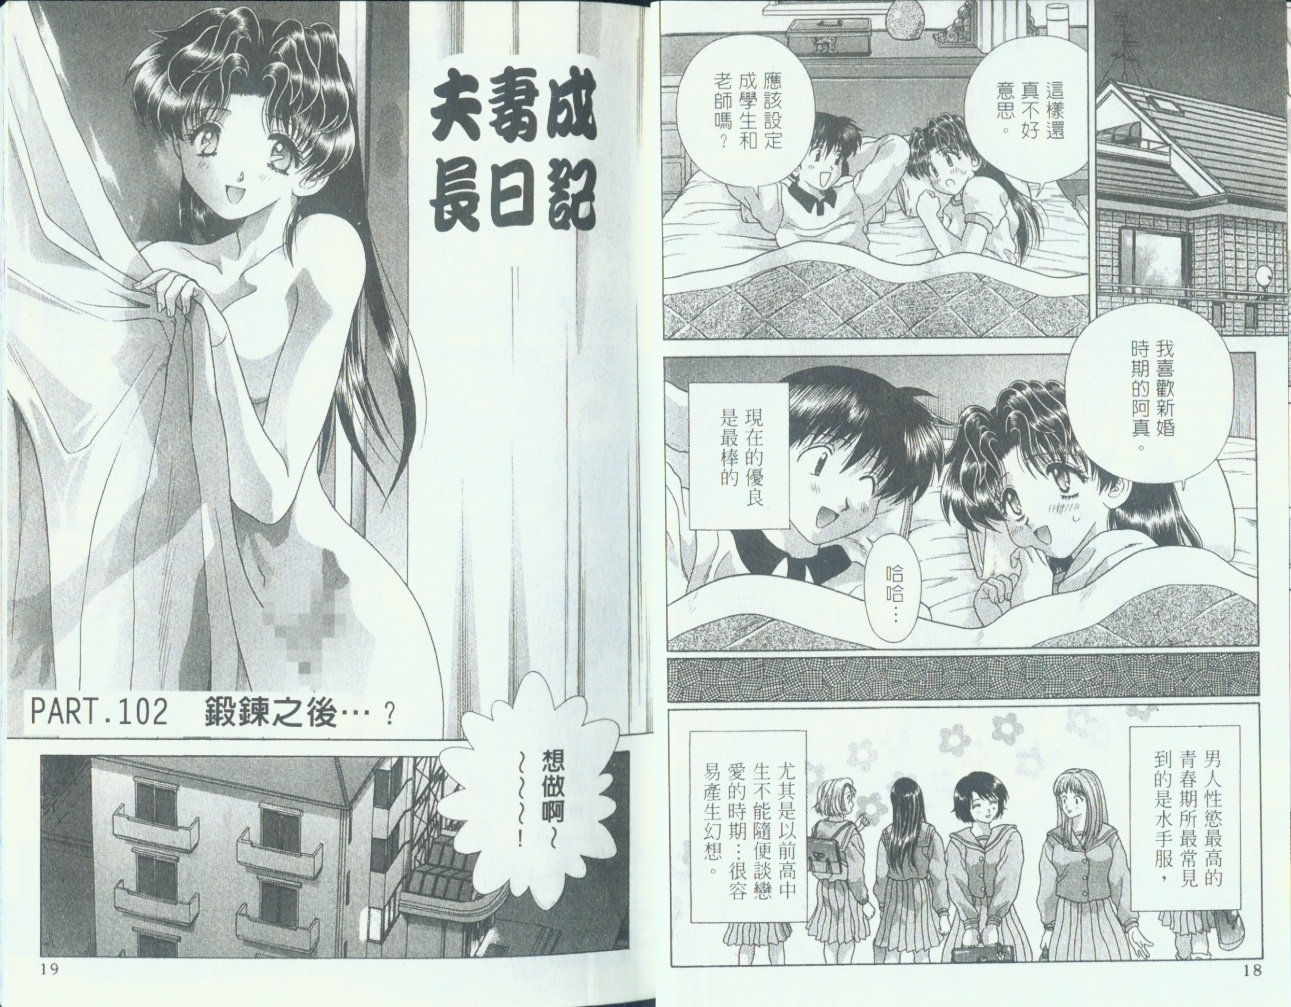 這樣還
真不好
意思。
應該設定
成學生和
老師嗎?
我喜歡新婚
時期的阿真。
現在的優良
是最棒的
哈哈…
男人性慾最高的
青春期所最常見
到的是水手服，
尤其是以前高中
生不能隨便談戀
愛的時期…很容
易產生幻想。
18
夫妻成
長日記
PART.102 鍛鍊之後…?
想做啊~
~~~~!
19